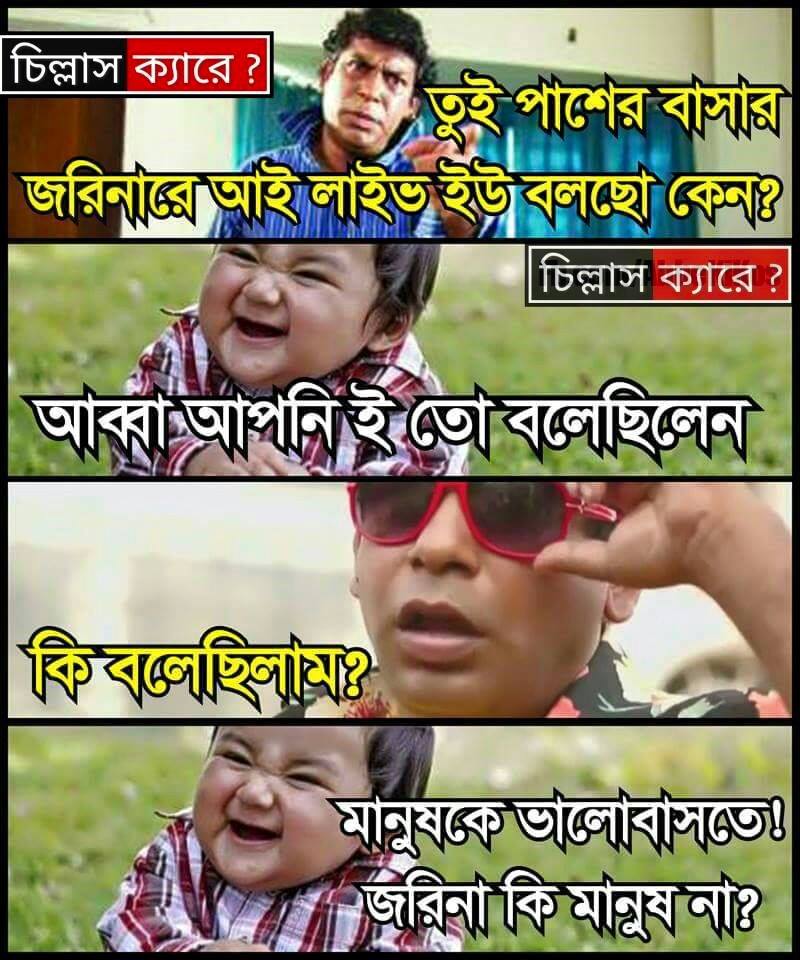 চিল্লাস ক্যারে ?
তুই পাশের বাসার
জরিনারে আই লাইভ ইউ বলছো কেন?
চিল্লাস ক্যারে ?
আব্বা আপনি ই তো বলেছিলেন
কি বলেছিলাম?
মানুষকে ভালোবাসতে!
জরিনা কি মানুষ না?